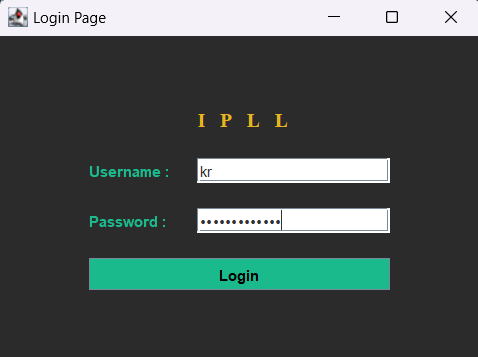 Login Page
I P L L
Username : kr
Password : •••••••••••••
Login